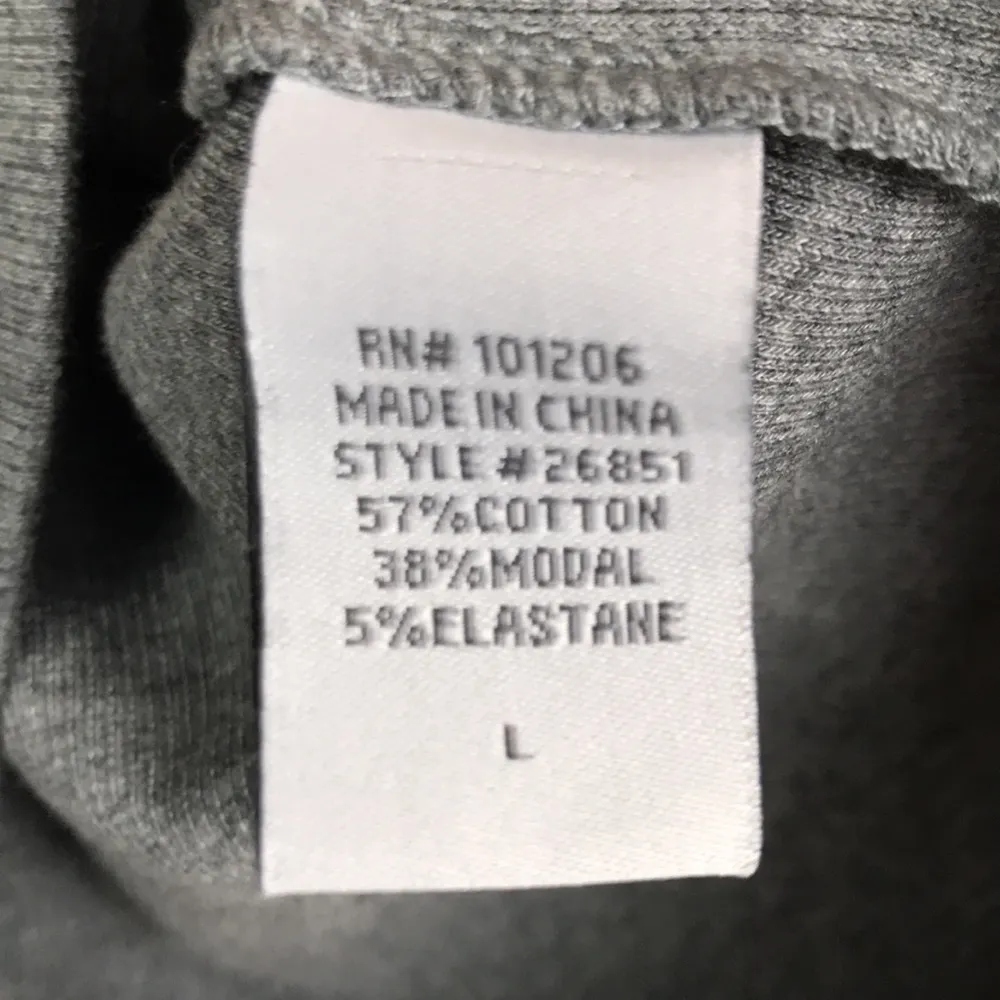 RN# 101206
MADE IN CHINA
STYLE #26851
57%COTTON
38%MODAL
5%ELASTANE
L